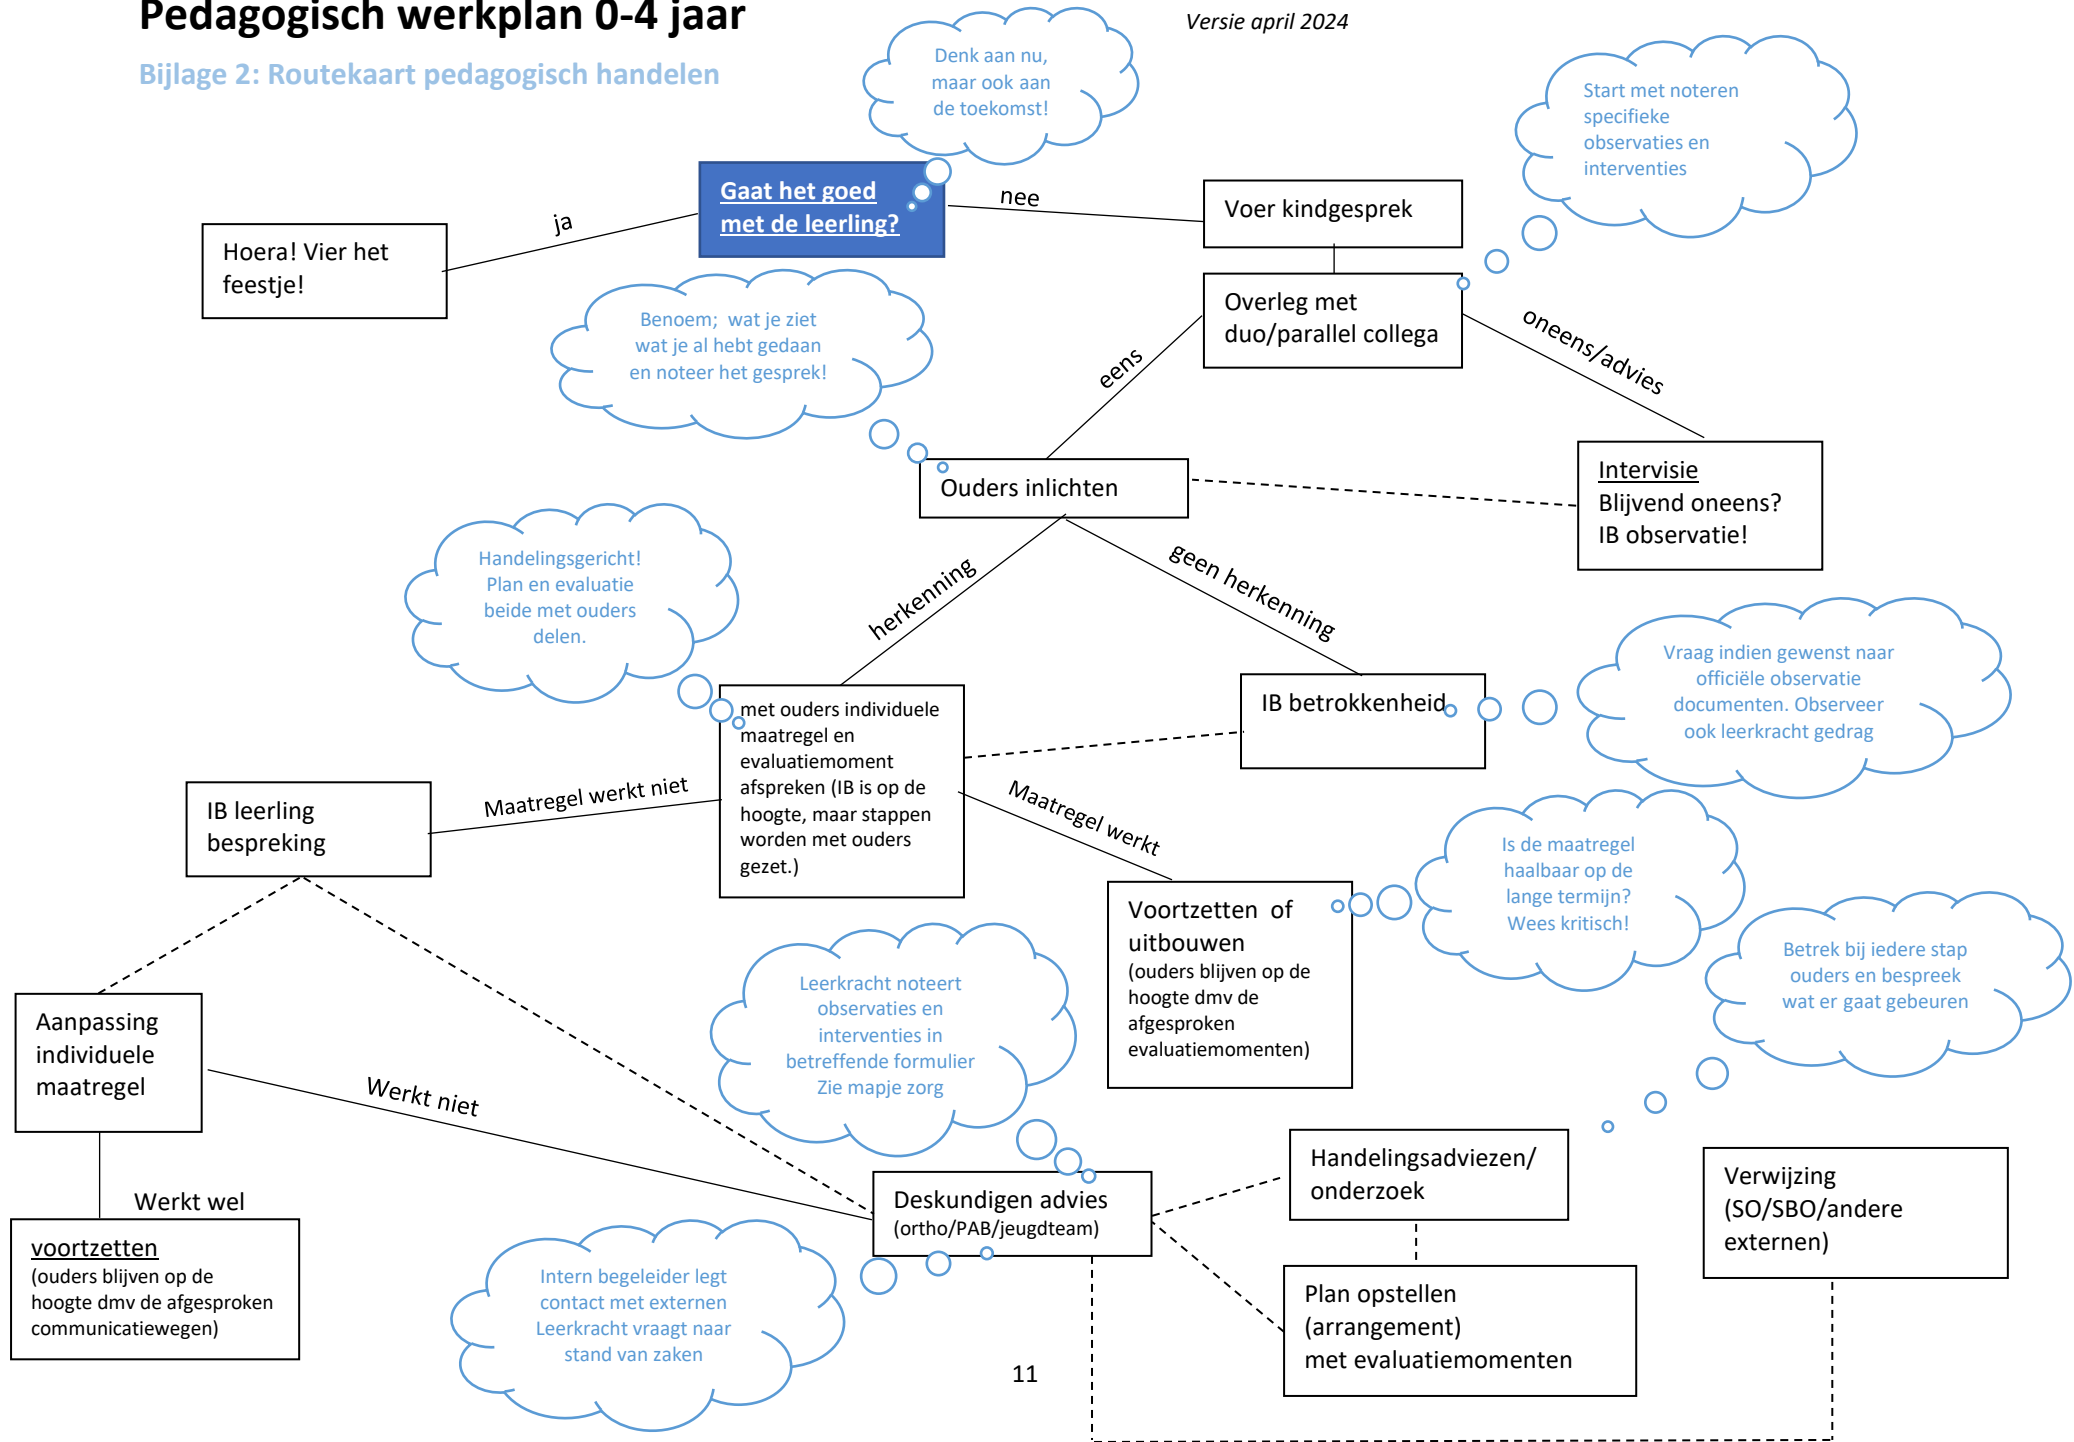 Pedagogisch werkplan 0-4 jaar
Versie april 2024
Bijlage 2: Routekaart pedagogisch handelen
Denk aan nu,
maar ook aan
de toekomst!
Start met noteren
specifieke
observaties en
interventies
Gaat het goed
met de leerling?
ja
nee
Hoera! Vier het
feestje!
Voer kindgesprek
Overleg met
duo/parallel collega
Benoem;  wat je ziet
wat je al hebt gedaan
en noteer het gesprek!
eens
oneens/advies
Ouders inlichten
Intervisie
Blijvend oneens?
IB observatie!
Handelingsgericht!
Plan en evaluatie
beide met ouders
delen.
herkenning
geen herkenning
Vraag indien gewenst naar
officiële observatie
documenten. Observeer
ook leerkracht gedrag
met ouders individuele
maatregel en
evaluatiemoment
afspreken (IB is op de
hoogte, maar stappen
worden met ouders
gezet.)
IB betrokkenheid
Maatregel werkt niet
Maatregel werkt
IB leerling
bespreking
Is de maatregel
haalbaar op de
lange termijn?
Wees kritisch!
Voortzetten  of
uitbouwen
(ouders blijven op de
hoogte dmv de
afgesproken
evaluatiemomenten)
Betrek bij iedere stap
ouders en bespreek
wat er gaat gebeuren
Leerkracht noteert
observaties en
interventies in
betreffende formulier
Zie mapje zorg
Aanpassing
individuele
maatregel
Werkt niet
Werkt wel
voortzetten
(ouders blijven op de
hoogte dmv de afgesproken
communicatiewegen)
Deskundigen advies
(ortho/PAB/jeugdteam)
Handelingsadviezen/
onderzoek
Verwijzing
(SO/SBO/andere
externen)
Intern begeleider legt
contact met externen
Leerkracht vraagt naar
stand van zaken
Plan opstellen
(arrangement)
met evaluatiemomenten
11